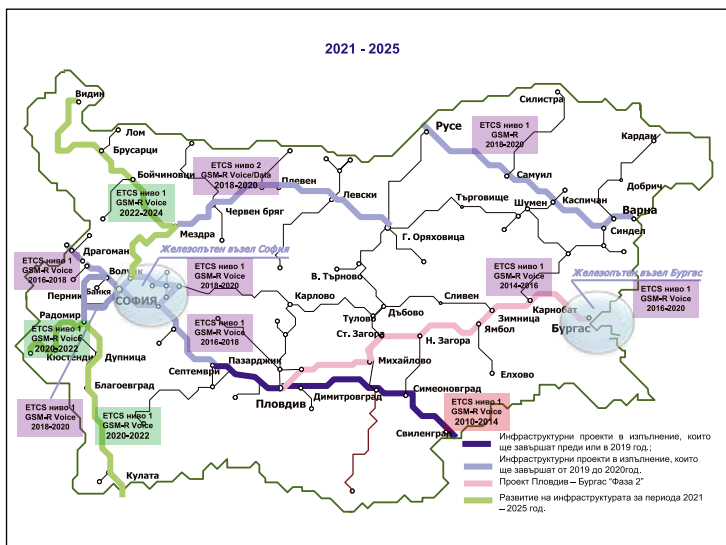 2021 - 2025
Видин
Лом
Брусарци
Бойчиновци
ETCS ниво 1
GSM-R Voice
2022-2024
ETCS ниво 2
GSM-R Voice/Data
2018-2020
Плевен
Червен бряг
Левски
Мездра
Русе
Силистра
ETCS ниво 1
GSM-R Voice
2018-2020
Кардам
Самуил
Добрич
Търговище
Шумен
Каспичан
Варна
Синдел
Г. Оряховица
Драгоман
Железопътен възел София
ETCS ниво 1
GSM-R Voice
2016-2018
Волуяк
Банкя
Перник
СОФИЯ
ETCS ниво 1
GSM-R Voice
2018-2020
В. Търново
ETCS ниво 1
GSM-R Voice
2014-2016
Железопътен възел Бургас
ETCS ниво 1
GSM-R Voice
2016-2020
Радомир
Карлово
Сливен
Дъбово
Тулово
Карнобат
Зимница
Бургас
ETCS ниво 1
GSM-R Voice
2020-2022
ETCS ниво 1
GSM-R Voice
2016-2018
Ст. Загора
Ямбол
Н. Загора
Кюстендил
Дупница
Пазарджик
Септември
Михайлово
Елхово
Благоевград
Пловдив
Димитровград
Симеоновград
ETCS ниво 1
GSM-R Voice
2018-2020
ETCS ниво 1
GSM-R Voice
2020-2022
ETCS ниво 1
GSM-R Voice
2010-2014
Свиленград
Кулата
Инфраструктурни проекти в изпълнение, които
ще завършат преди или в 2019 год.;
Инфраструктурни проекти в изпълнение, които
ще завършат от 2019 до 2020год.
Проект Пловдив – Бургас "Фаза 2"
Развитие на инфраструктурата за периода 2021
– 2025 год.